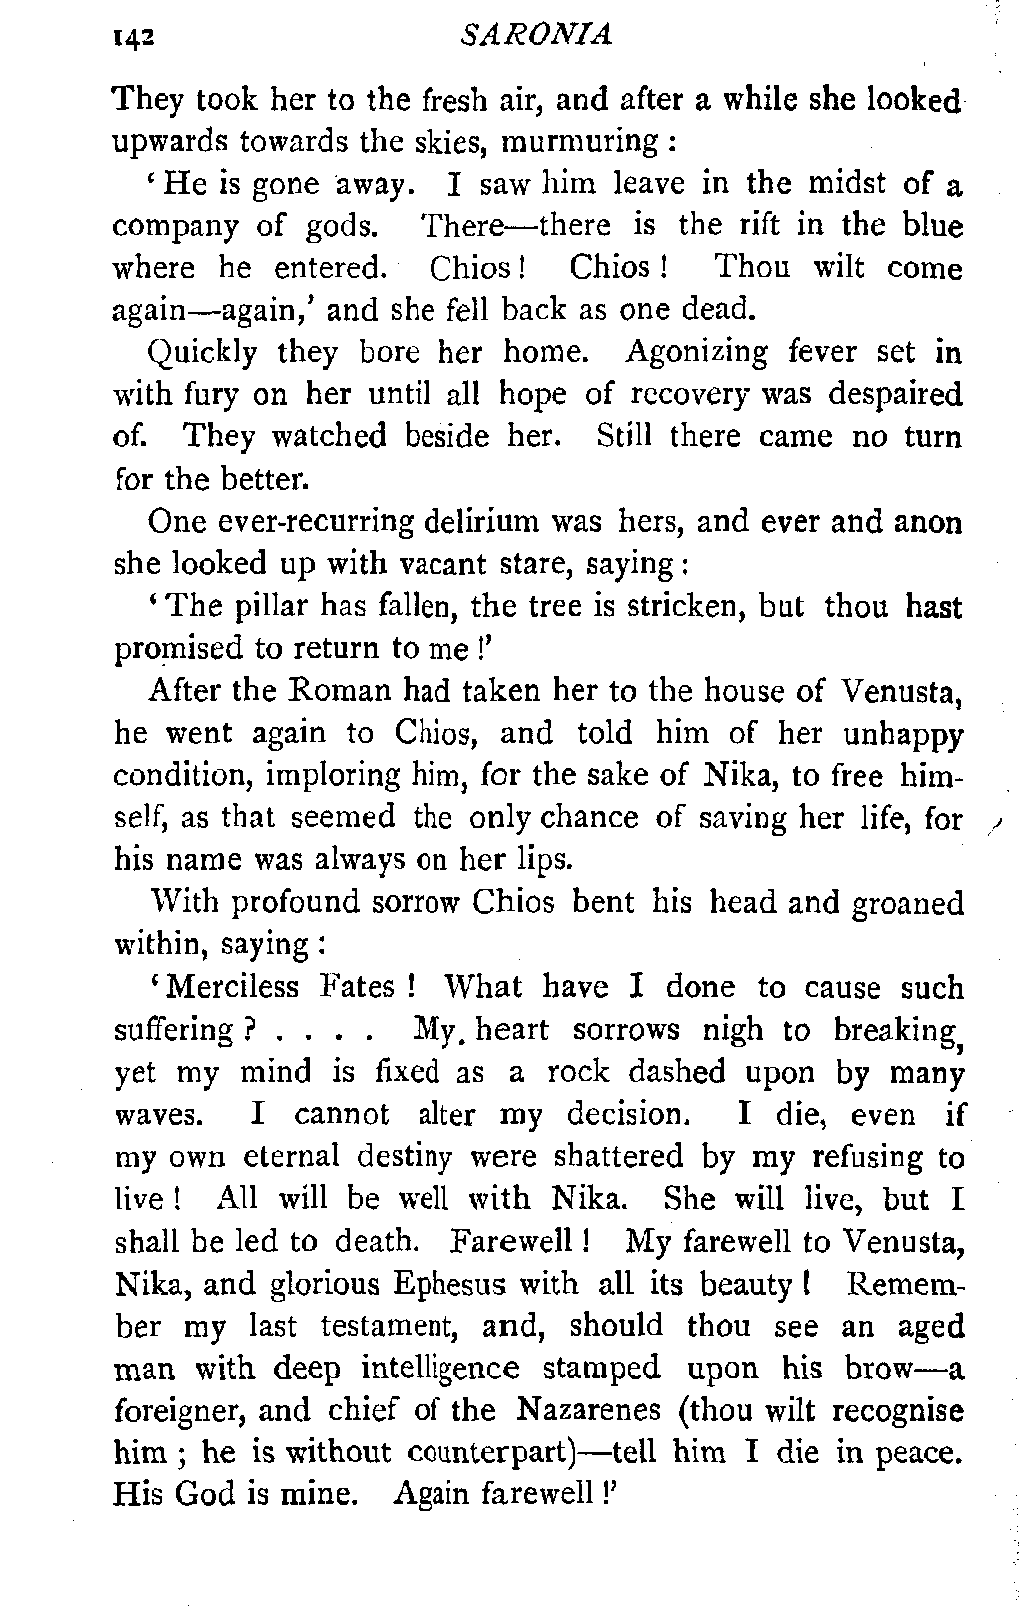 142 SARONIA
They took her to the fresh air, and after a while she looked
upwards towards the skies, murmuring :
‘ He is gone away. I saw him leave in the midst of a
company of gods. There—there is the rift in the blue
where he entered. Chios ! Chios ! Thou wilt come
again—again,’ and she fell back as one dead.
Quickly they bore her home. Agonizing fever set in
with fury on her until all hope of recovery was despaired
of. They watched beside her. Still there came no turn
for the better.
One ever-recurring delirium was hers, and ever and anon
she looked up with vacant stare, saying :
‘ The pillar has fallen, the tree is stricken, but thou hast
promised to return to me !’
After the Roman had taken her to the house of Venusta,
he went again to Chios, and told him of her unhappy
condition, imploring him, for the sake of Nika, to free him-
self, as that seemed the only chance of saving her life, for
his name was always on her lips.
With profound sorrow Chios bent his head and groaned
within, saying :
‘ Merciless Fates ! What have I done to cause such
suffering ? . . . . My heart sorrows nigh to breaking,
yet my mind is fixed as a rock dashed upon by many
waves. I cannot alter my decision. I die, even if
my own eternal destiny were shattered by my refusing to
live ! All will be well with Nika. She will live, but I
shall be led to death. Farewell ! My farewell to Venusta,
Nika, and glorious Ephesus with all its beauty ! Remem-
ber my last testament, and, should thou see an aged
man with deep intelligence stamped upon his brow—a
foreigner, and chief of the Nazarenes (thou wilt recognise
him ; he is without counterpart)—tell him I die in peace.
His God is mine. Again farewell !’